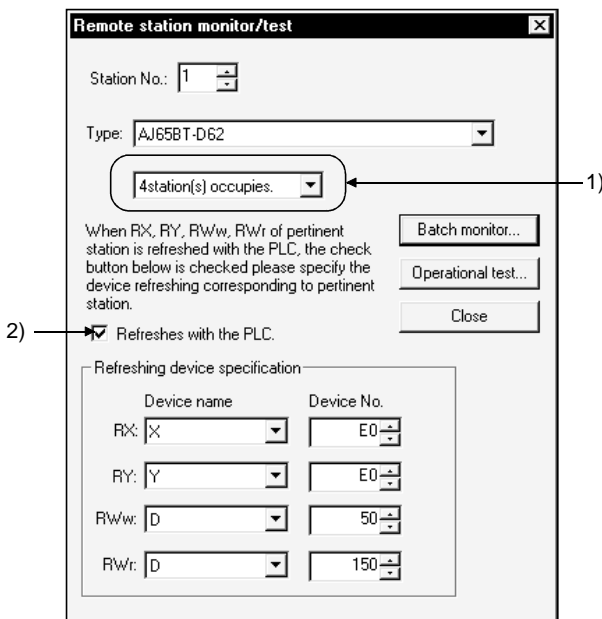 Remote station monitor/test
Station No.: 1
Type: AJ65BT-D62
4station(s) occupies.
1)
When RX, RY, RWw, RWr of pertinent
station is refreshed with the PLC, the check
button below is checked please specify the
device refreshing corresponding to pertinent
station.
Batch monitor...
Operational test...
Close
2)
Refreshes with the PLC.
Refreshing device specification
Device name Device No.
RX: X E0
RY: Y E0
RWw: D 50
RWr: D 150